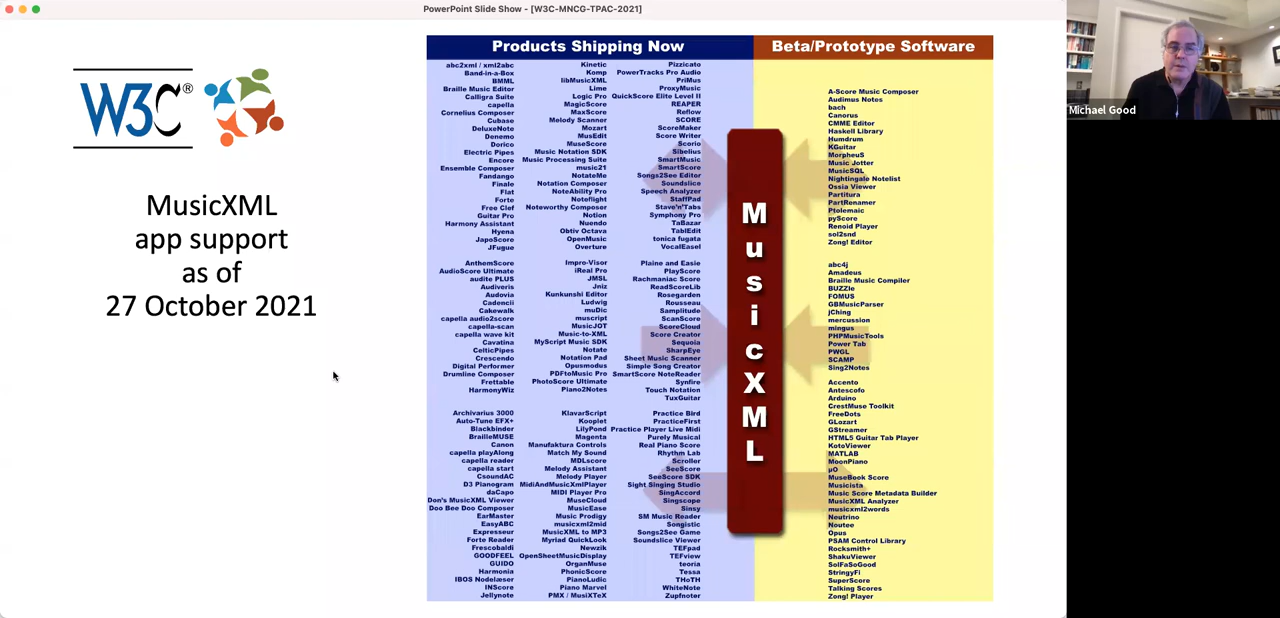 PowerPoint Slide Show - [W3C-MNCG-TPAC-2021]
W3C®
MusicXML
app support
as of
27 October 2021
Products Shipping Now
Beta/Prototype Software
abc2xml / xml2abc
Band-in-a-Box
BMML
Braille Music Editor
Calligra Suite
capella
Cornelius Composer
Cubase
DeluxeNote
Denemo
Dorico
Electric Pipes
Encore
Ensemble Composer
Fandango
Finale
Flat
Forte
Free Clef
Guitar Pro
Harmony Assistant
Hyena
JapoScore
JFugue
Kinetic
Komp
libMusicXML
Lime
Logic Pro
MagicScore
MaxScore
Melody Scanner
Mozart
MusEdit
MuseScore
Music Notation SDK
Music Processing Suite
music21
NotateMe
Notation Composer
NoteAbility Pro
Noteflight
Noteworthy Composer
Notion
Nuendo
Obtiv Octava
OpenMusic
Overture
Pizzicato
PowerTracks Pro Audio
PriMus
ProxyMusic
QuickScore Elite Level II
REAPER
Reflow
SCORE
ScoreMaker
Score Writer
Scorio
Sibelius
SmartMusic
SmartScore
Songs2See Editor
Soundslice
Speech Analyzer
StaffPad
Stave'n'Tabs
Symphony Pro
TaBazar
TablEdit
tonica fugata
VocalEasel
AnthemScore
AudioScore Ultimate
audite PLUS
Audiveris
Audovia
Cadencii
Cakewalk
capella audio2score
capella-scan
capella wave kit
Cavatina
CelticPipes
Crescendo
Digital Performer
Drumline Composer
Frettable
HarmonyWiz
Impro-Visor
iReal Pro
JMSL
Jniz
Kunkunshi Editor
Ludwig
muDic
muscript
MusicJOT
Music-to-XML
MyScript Music SDK
Notate
Notation Pad
Opusmodus
PDFtoMusic Pro
PhotoScore Ultimate
Piano2Notes
Plaine and Easie
PlayScore
Rachmaniac Score
ReadScoreLib
Rosegarden
Rousseau
Samplitude
ScanScore
ScoreCloud
Score Creator
Sequoia
SharpEye
Sheet Music Scanner
Simple Song Creator
SmartScore NoteReader
Synfire
Touch Notation
TuxGuitar
Archivarius 3000
Auto-Tune EFX+
Blackbinder
BrailleMUSE
Canon
capella playAlong
capella reader
capella start
CsoundAC
D3 Planogram
daCapo
Don's MusicXML Viewer
Doo Bee Doo Composer
EarMaster
EasyABC
Expresseur
Forte Reader
Frescobaldi
GOODFEEL
GUIDO
Harmonia
IBOS Nodelæser
INScore
Jellynote
KlavarScript
Kooplet
LilyPond
Magenta
Manufaktura Controls
Match My Sound
MDLscore
Melody Assistant
Melody Player
MidiAndMusicXmlPlayer
MIDI Player Pro
MuseCloud
MusicEase
Music Prodigy
musicxml2mid
MusicXML to MP3
Myriad QuickLook
Newzik
OpenSheetMusicDisplay
OrganMuse
PhonicScore
PianoLudic
Piano Marvel
PMX / MusiXTeX
Practice Bird
PracticeFirst
Practice Player Live Midi
Purely Musical
Real Piano Score
Rhythm Lab
Scroller
SeeScore
SeeScore SDK
Sight Singing Studio
SingAccord
Singscope
Sinsy
SM Music Reader
Songistic
Songs2See Game
Soundslice Viewer
TEFpad
TEFview
teoria
Tessa
THoTH
WhiteNote
Zupfnoter
MusicXML
A-Score Music Composer
Audimus Notes
bach
Canorus
CMME Editor
Haskell Library
Humdrum
KGuitar
MorpheuS
Music Jotter
MusicSQL
Nightingale Notelist
Ossia Viewer
Partitura
PartRenamer
Ptolemaic
pyScore
Renoid Player
sol2snd
Zong! Editor
abc4j
Amadeus
Braille Music Compiler
BUZZle
FOMUS
GBMusicParser
jChing
mercussion
mingus
PHPMusicTools
Power Tab
PWGL
SCAMP
Sing2Notes
Accento
Antescofo
Arduino
CrestMuse Toolkit
FreeDots
GLozart
GStreamer
HTML5 Guitar Tab Player
KotoViewer
MATLAB
MoonPiano
µO
MuseBook Score
Musicista
Music Score Metadata Builder
MusicXML Analyzer
musicxml2words
Neutrino
Noutee
Opus
PSAM Control Library
Rocksmith+
ShakuViewer
SolFaSoGood
StringyFi
SuperScore
Talking Scores
Zong! Player
Michael Good